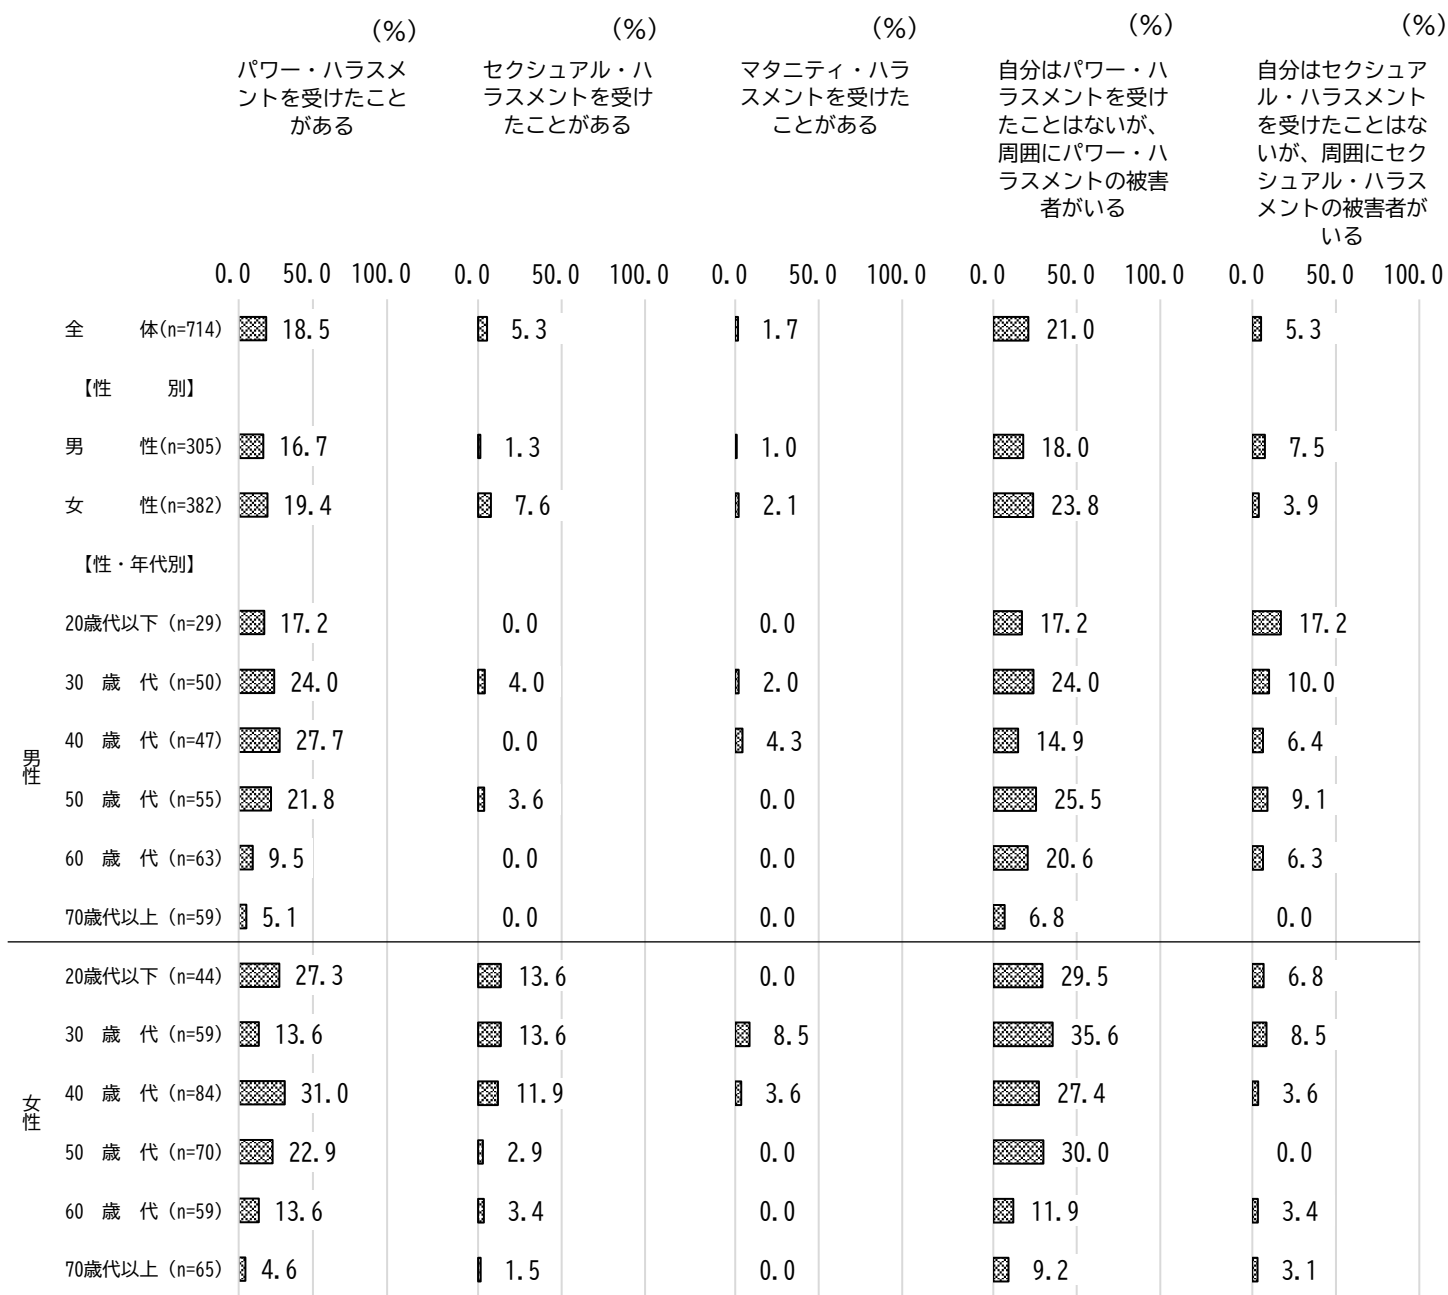 (%) (%) (%) (%) (%)
パワー・ハラスメ
ントを受けたこと
がある
セクシュアル・ハ
ラスメントを受け
たことがある
マタニティ・ハラ
スメントを受けた
ことがある
自分はパワー・ハ
ラスメントを受け
たことはないが、
周囲にパワー・ハ
ラスメントの被害
者がいる
自分はセクシュア
ル・ハラスメント
を受けたことはな
いが、周囲にセク
シュアル・ハラス
メントの被害者が
いる
0.0 50.0 100.0 0.0 50.0 100.0 0.0 50.0 100.0 0.0 50.0 100.0 0.0 50.0 100.0
全 体(n=714) 18.5 5.3 1.7 21.0 5.3
【性 別】
男 性(n=305) 16.7 1.3 1.0 18.0 7.5
女 性(n=382) 19.4 7.6 2.1 23.8 3.9
【性・年代別】
男性
20歳代以下 (n=29) 17.2 0.0 0.0 17.2 17.2
30 歳 代 (n=50) 24.0 4.0 2.0 24.0 10.0
40 歳 代 (n=47) 27.7 0.0 4.3 14.9 6.4
50 歳 代 (n=55) 21.8 3.6 0.0 25.5 9.1
60 歳 代 (n=63) 9.5 0.0 0.0 20.6 6.3
70歳代以上 (n=59) 5.1 0.0 0.0 6.8 0.0
女性
20歳代以下 (n=44) 27.3 13.6 0.0 29.5 6.8
30 歳 代 (n=59) 13.6 13.6 8.5 35.6 8.5
40 歳 代 (n=84) 31.0 11.9 3.6 27.4 3.6
50 歳 代 (n=70) 22.9 2.9 0.0 30.0 0.0
60 歳 代 (n=59) 13.6 3.4 0.0 11.9 3.4
70歳代以上 (n=65) 4.6 1.5 0.0 9.2 3.1